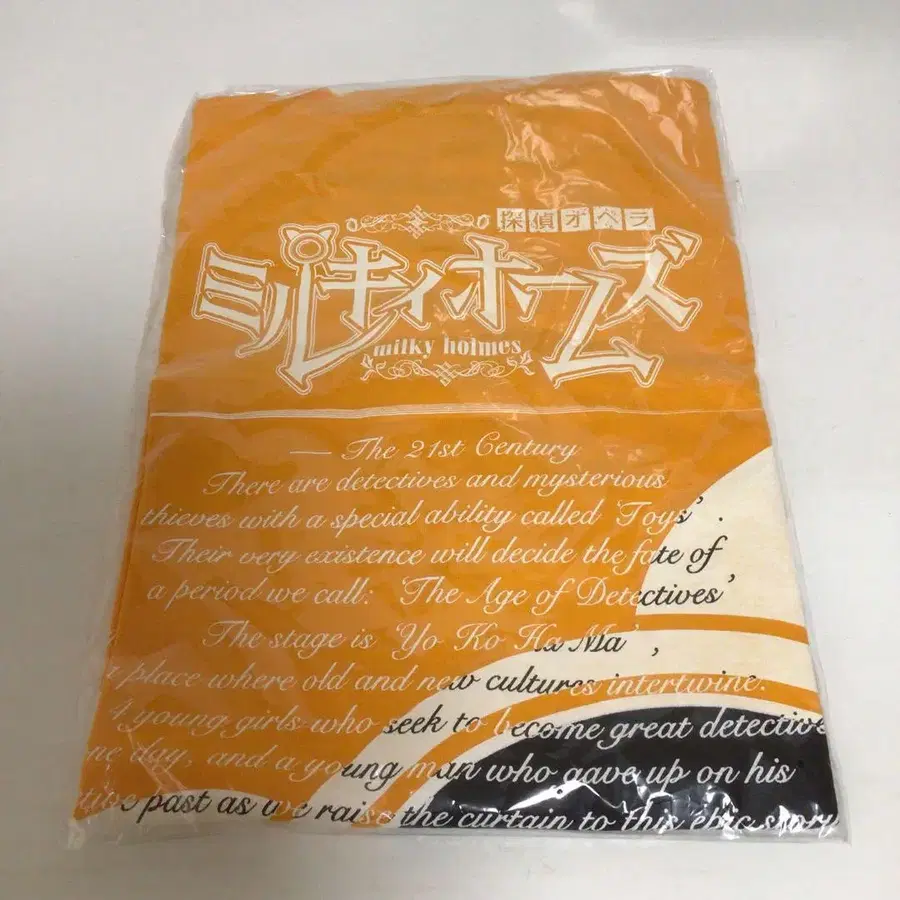 探偵オペラ
ミルキィホームズ
milky holmes
— The 21st Century
There are detectives and mysterious
thieves with a special ability called 'Toys' .
Their very existence will decide the fate of
a period we call: 'The Age of Detectives'
The stage is 'Yo Ko Ha Ma' ,
a place where old and new cultures intertwine.
4 young girls who seek to become great detective
one day, and a young man who gave up on his
past as we raise the curtain to this epic story